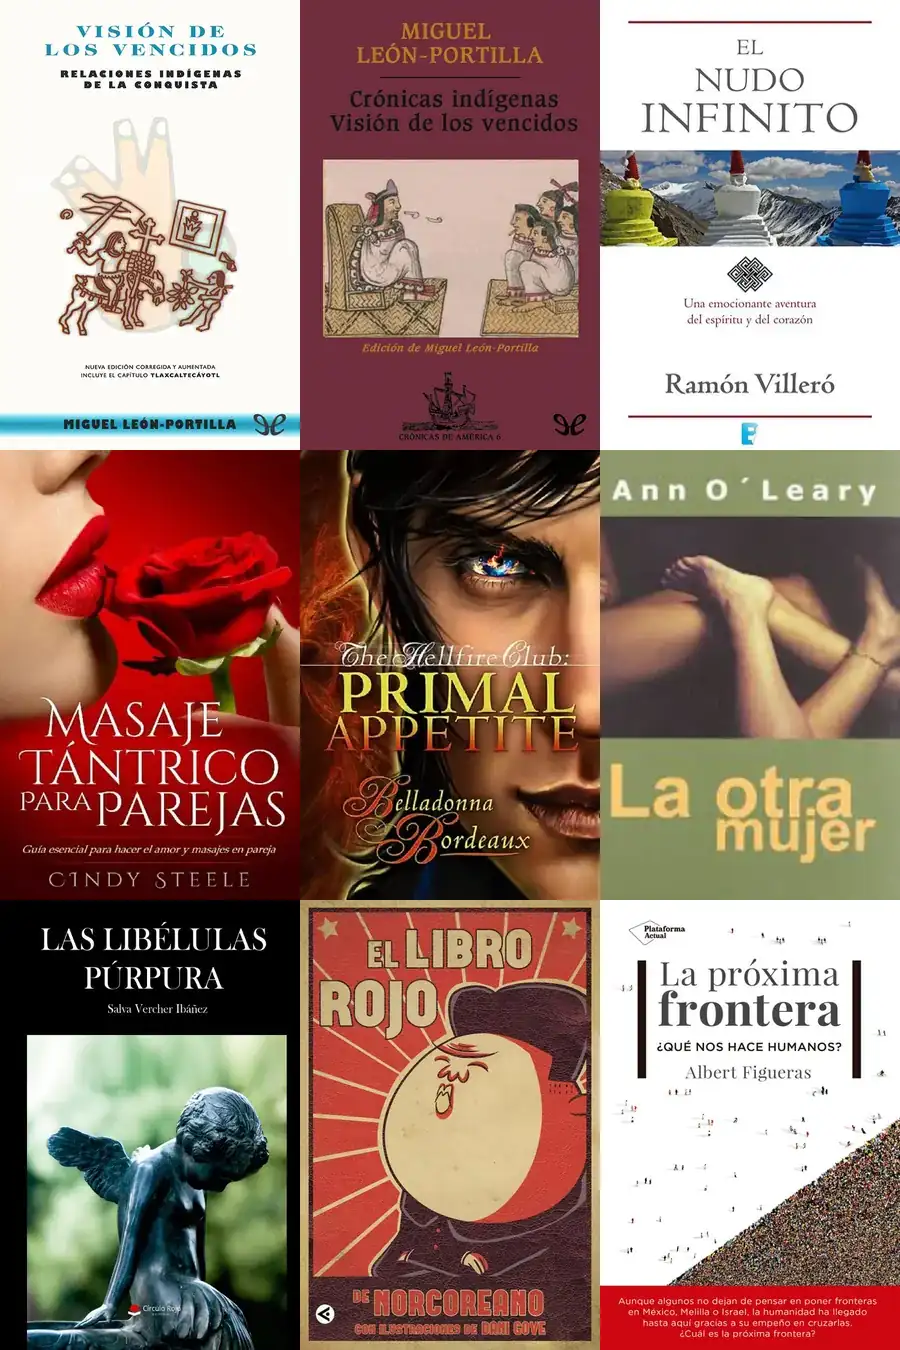 VISIÓN DE
LOS VENCIDOS
RELACIONES INDÍGENAS
DE LA CONQUISTA
NUEVA EDICIÓN CORREGIDA Y AUMENTADA
INCLUYE EL CAPÍTULO TLAXCALTECÁYOTL
MIGUEL LEÓN-PORTILLA
MIGUEL
LEÓN-PORTILLA
Crónicas indígenas
Visión de los vencidos
Edición de Miguel León-Portilla
CRÓNICAS DE AMÉRICA 6
EL
NUDO
INFINITO
Una emocionante aventura
del espíritu y del corazón
Ramón Villeró
B
MASAJE
TÁNTRICO
PARA PAREJAS
Guía esencial para hacer el amor y masajes en pareja
CINDY STEELE
The Hellfire Club:
PRIMAL
APPETITE
Belladonna
Bordeaux
Ann O´Leary
La otra
mujer
LAS LIBÉLULAS
PÚRPURA
Salva Vercher Ibáñez
Círculo Rojo
EL LIBRO
ROJO
DE NORCOREANO
CON ILUSTRACIONES DE DANI COVE
Plataforma
Actual
La próxima
frontera
¿QUÉ NOS HACE HUMANOS?
Albert Figueras
Aunque algunos no dejan de pensar en poner fronteras
en México, Melilla o Israel, la humanidad ha llegado
hasta aquí gracias a su empeño en cruzarlas.
¿Cuál es la próxima frontera?